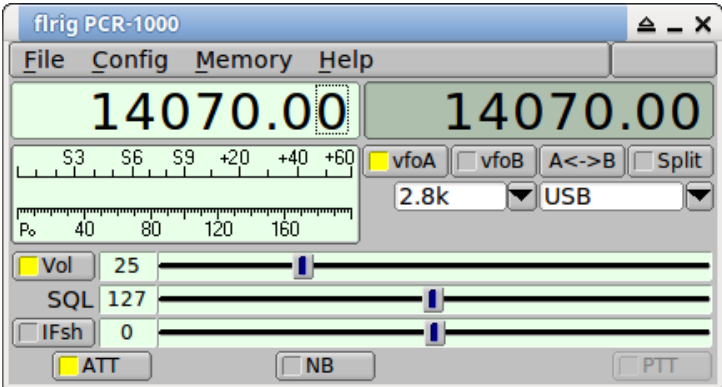 flrig PCR-1000
File Config Memory Help
14070.00 14070.00
S3 S6 S9 +20 +40 +60
vfoA vfoB A<->B Split
2.8k USB
Po 40 80 120 160
Vol 25
SQL 127
IFsh 0
ATT NB PTT